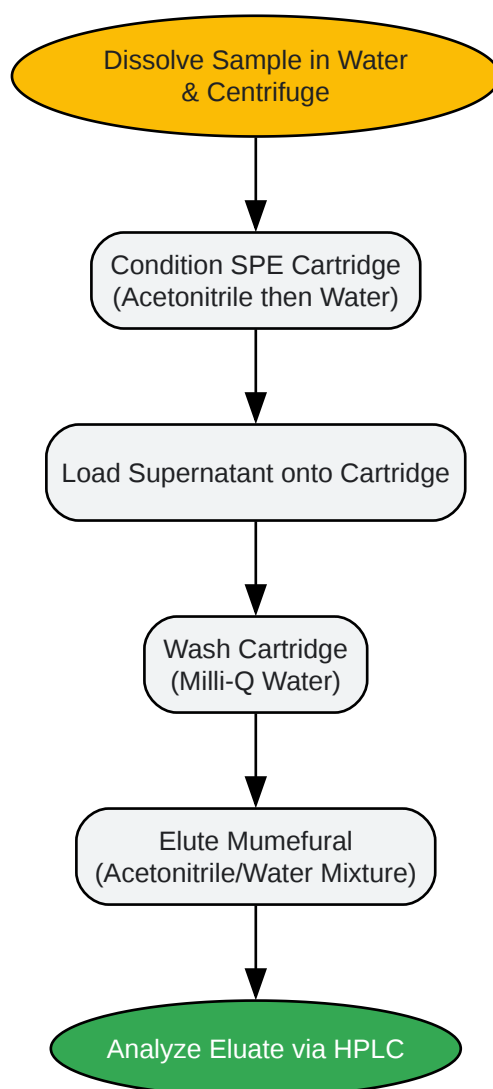 Dissolve Sample in Water
& Centrifuge
Condition SPE Cartridge
(Acetonitrile then Water)
Load Supernatant onto Cartridge
Wash Cartridge
(Milli-Q Water)
Elute Mumefural
(Acetonitrile/Water Mixture)
Analyze Eluate via HPLC